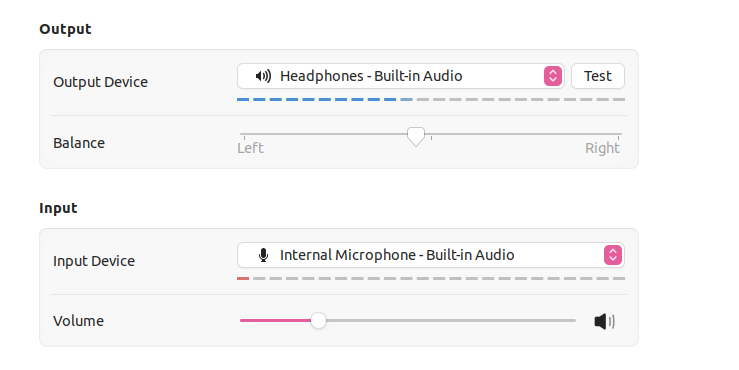 Output
Output Device
Headphones - Built-in Audio
Test
Balance
Left
Right
Input
Input Device
Internal Microphone - Built-in Audio
Volume